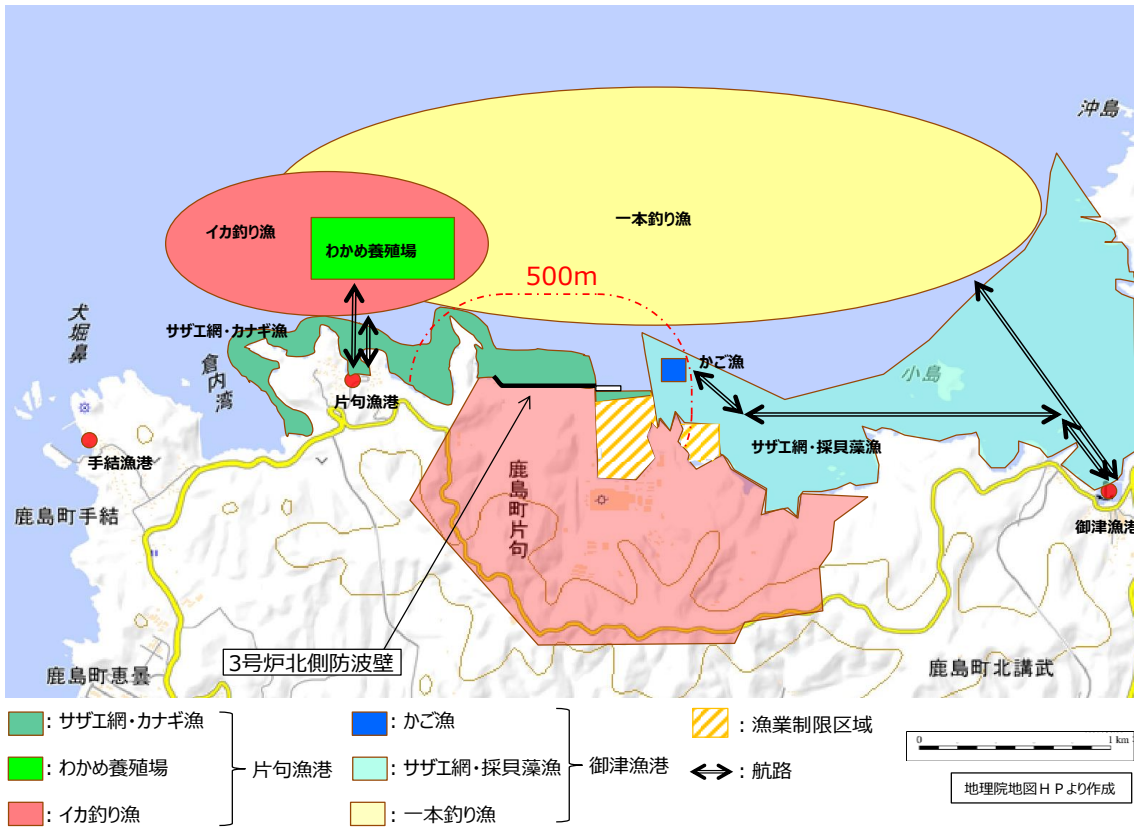 沖島
一本釣り漁
イカ釣り漁
わかめ養殖場
500m
犬堀鼻
サザエ網・カナギ漁
倉内湾
かご漁
小島
片句漁港
手結漁港
サザエ網・採貝藻漁
鹿島町片句
鹿島町手結
御津漁港
3号炉北側防波壁
鹿島町恵曇
鹿島町北講武
：サザエ網・カナギ漁
：わかめ養殖場
：イカ釣り漁
片句漁港
：かご漁
：サザエ網・採貝藻漁
：一本釣り漁
御津漁港
：漁業制限区域
：航路
0 1 km
地理院地図ＨＰより作成